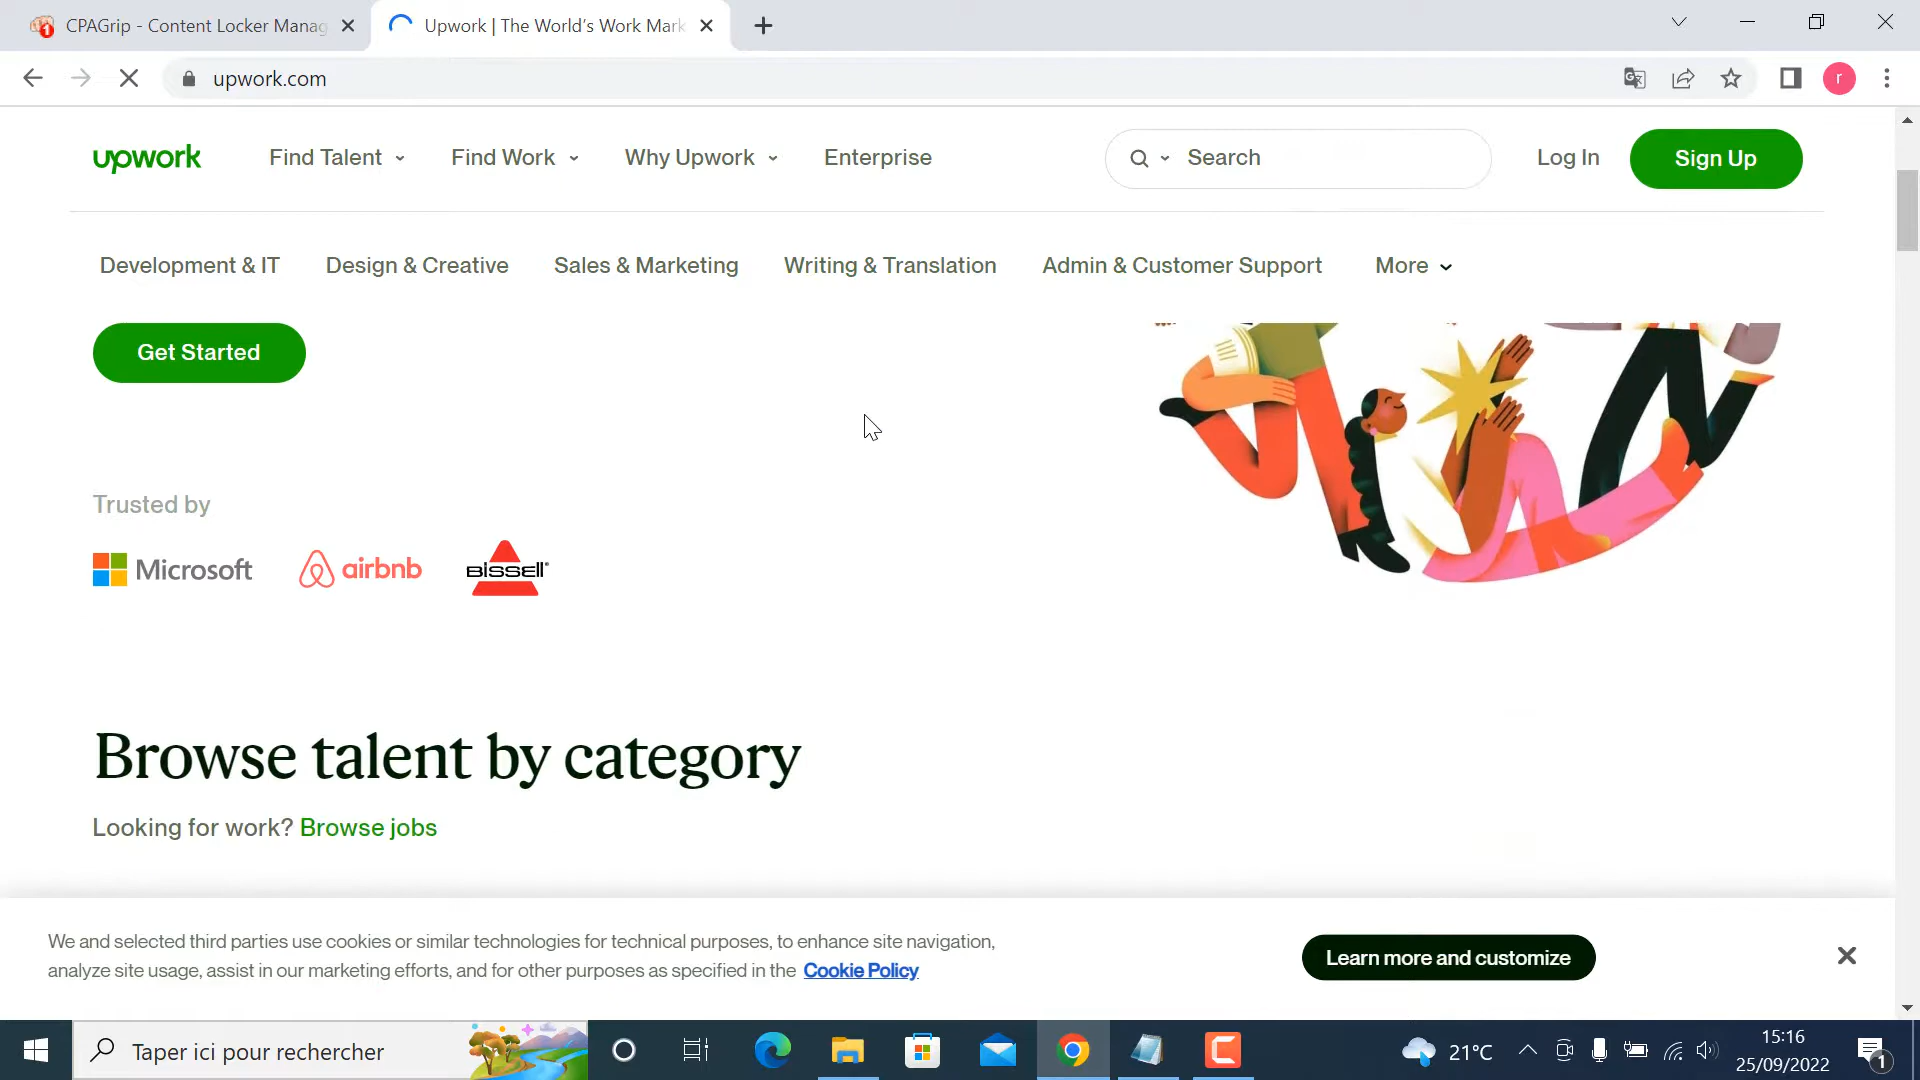 CPAGrip - Content Locker Manag
Upwork | The World's Work Mark
upwork.com
r
upwork
Find Talent
Find Work
Why Upwork
Enterprise
Search
Log In
Sign Up
Development & IT
Design & Creative
Sales & Marketing
Writing & Translation
Admin & Customer Support
More
Get Started
Trusted by
Microsoft
airbnb
BISSELL
Browse talent by category
Looking for work? Browse jobs
We and selected third parties use cookies or similar technologies for technical purposes, to enhance site navigation,
analyze site usage, assist in our marketing efforts, and for other purposes as specified in the Cookie Policy
Learn more and customize
Taper ici pour rechercher
21°C
15:16
25/09/2022
1